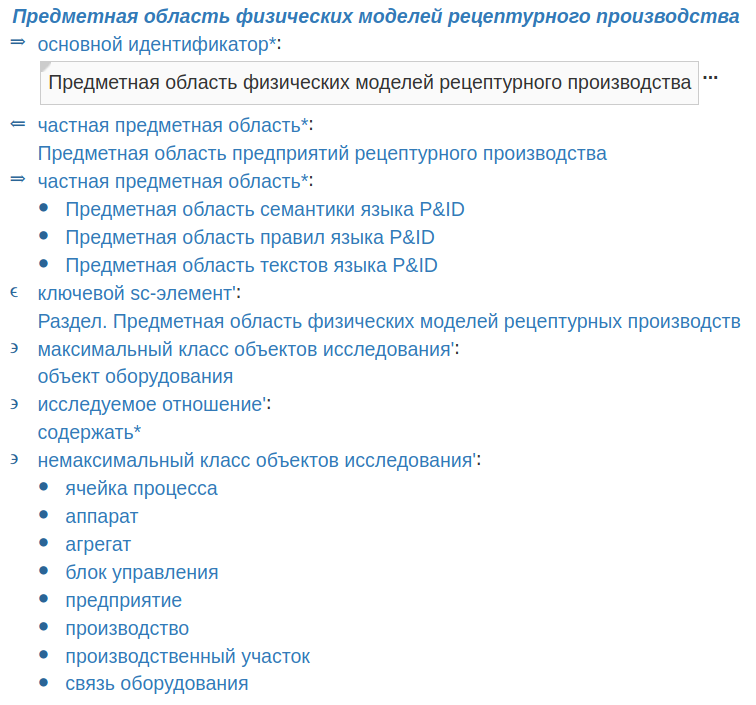 Предметная область физических моделей рецептурного производства
⇒ основной идентификатор*:
Предметная область физических моделей рецептурного производства ...
⇐ частная предметная область*:
Предметная область предприятий рецептурного производства
⇒ частная предметная область*:
• Предметная область семантики языка P&ID
• Предметная область правил языка P&ID
• Предметная область текстов языка P&ID
ϵ ключевой sc-элемент':
Раздел. Предметная область физических моделей рецептурных производств
϶ максимальный класс объектов исследования':
объект оборудования
϶ исследуемое отношение':
содержать*
϶ немаксимальный класс объектов исследования':
• ячейка процесса
• аппарат
• агрегат
• блок управления
• предприятие
• производство
• производственный участок
• связь оборудования